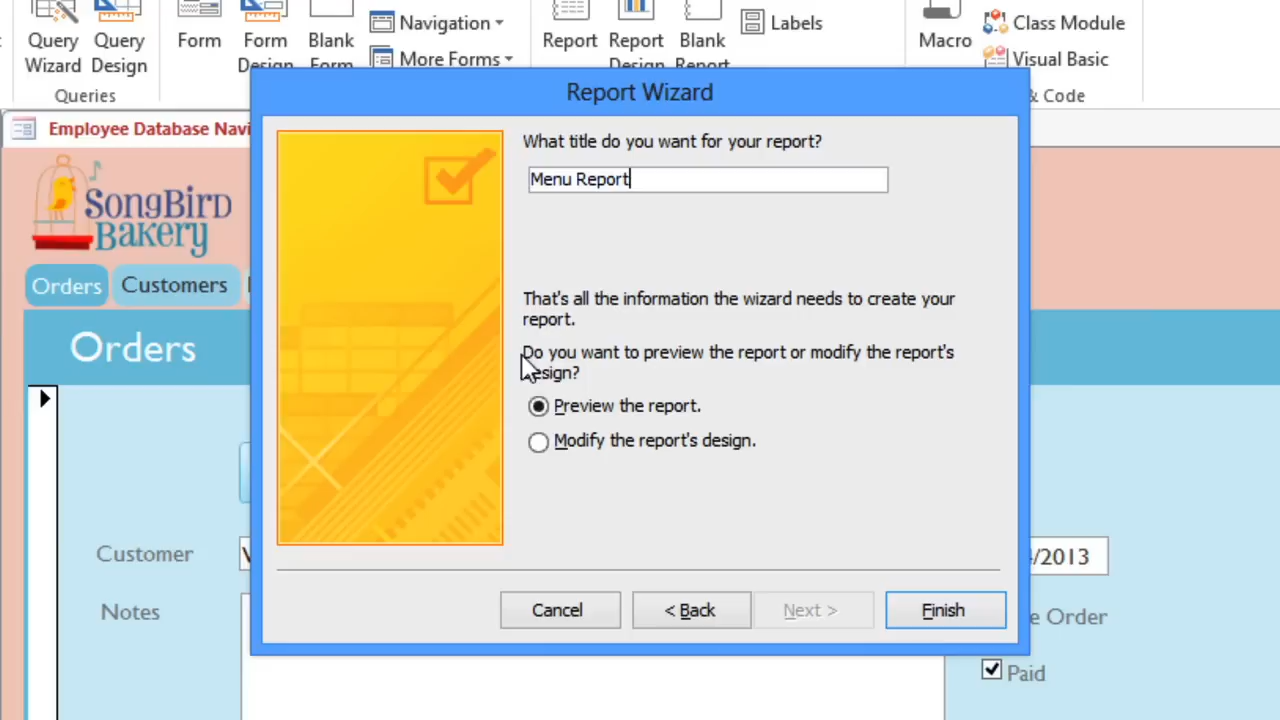 Query Wizard
Query Design
Form
Form Design
Blank Form
Navigation
More Forms
Report
Report Design
Blank Report
Labels
Macro
Class Module
Visual Basic
Queries
& Code
Employee Database Navi
Report Wizard
SongBird
Bakery
Orders
Customers
Orders
What title do you want for your report?
Menu Report
That's all the information the wizard needs to create your
report.
Do you want to preview the report or modify the report's
design?
Preview the report.
Modify the report's design.
Customer
/2013
Notes
e Order
Paid
Cancel
< Back
Next >
Finish